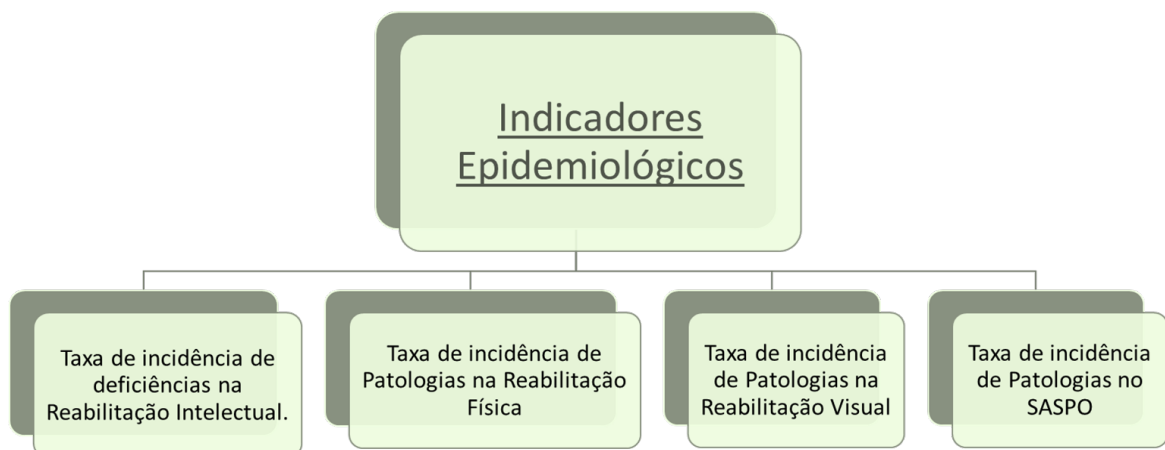 Indicadores
Epidemiológicos
Taxa de incidência de
deficiências na
Reabilitação Intelectual.
Taxa de incidência de
Patologias na Reabilitação
Física
Taxa de incidência
de Patologias na
Reabilitação Visual
Taxa de incidência
de Patologias no
SASPO